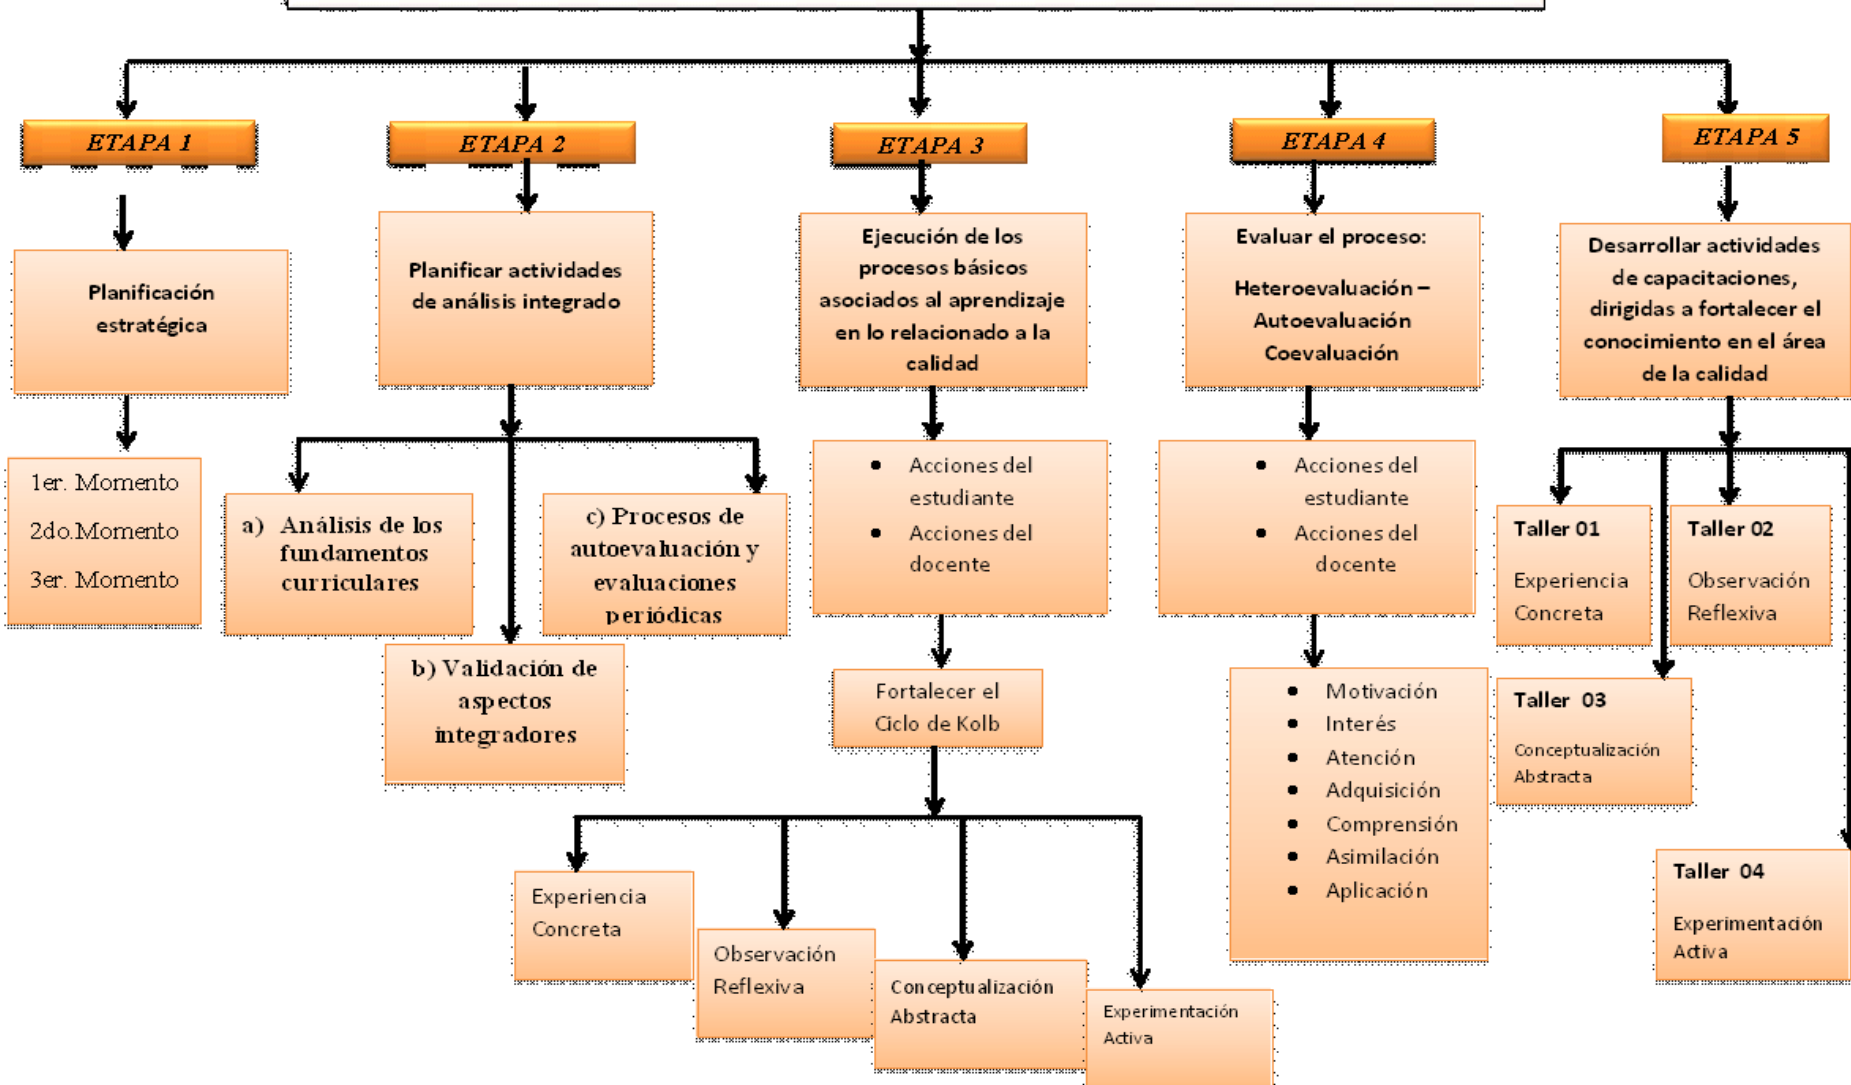 ETAPA 1
ETAPA 2
ETAPA 3
ETAPA 4
ETAPA 5
Planificación
estratégica
1er. Momento
2do.Momento
3er. Momento
Planificar actividades
de análisis integrado
a) Análisis de los
fundamentos
curriculares
b) Validación de
aspectos
integradores
c) Procesos de
autoevaluación y
evaluaciones
periódicas
Ejecución de los
procesos básicos
asociados al aprendizaje
en lo relacionado a la
calidad
• Acciones del
estudiante
• Acciones del
docente
Fortalecer el
Ciclo de Kolb
Experiencia
Concreta
Observación
Reflexiva
Conceptualización
Abstracta
Experimentación
Activa
Evaluar el proceso:
Heteroevaluación –
Autoevaluación
Coevaluación
• Acciones del
estudiante
• Acciones del
docente
• Motivación
• Interés
• Atención
• Adquisición
• Comprensión
• Asimilación
• Aplicación
Desarrollar actividades
de capacitaciones,
dirigidas a fortalecer el
conocimiento en el área
de la calidad
Taller 01
Experiencia
Concreta
Taller 02
Observación
Reflexiva
Taller 03
Conceptualización
Abstracta
Taller 04
Experimentación
Activa